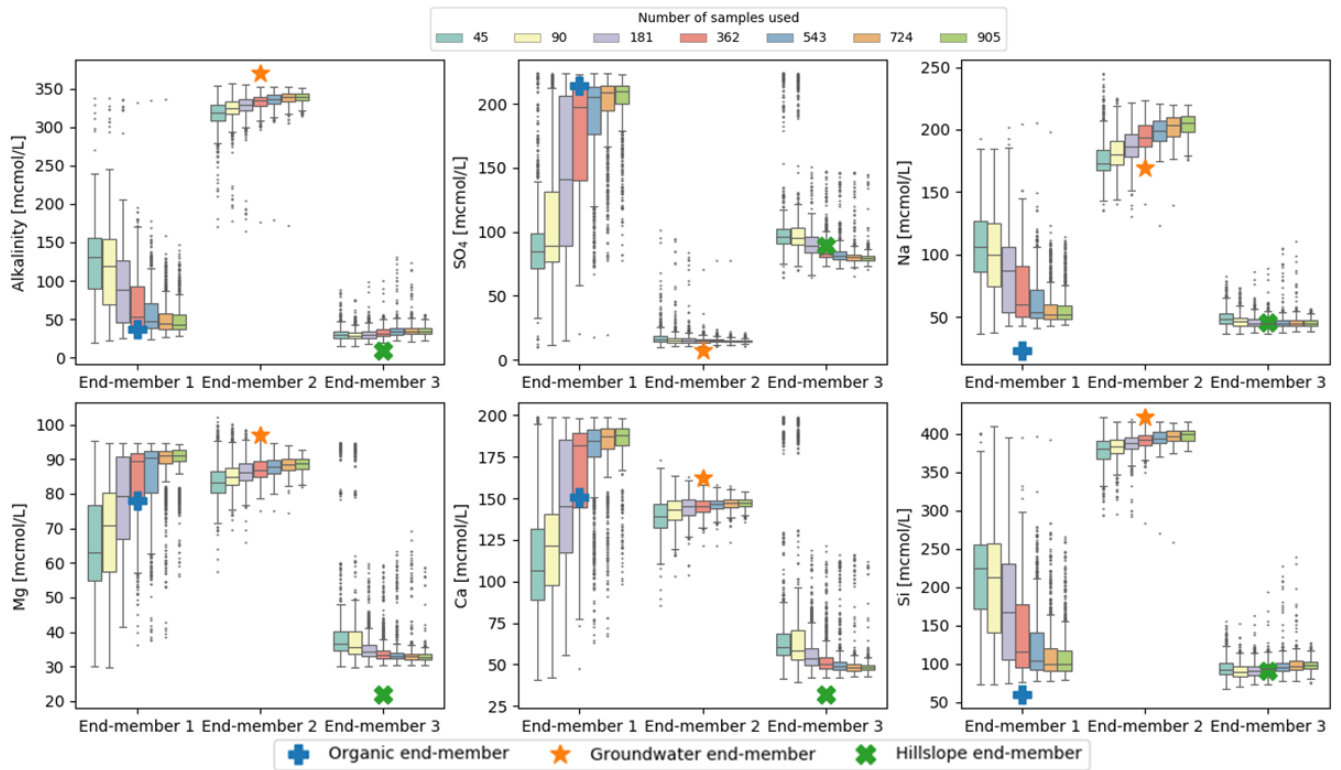 Number of samples used
45 90 181 362 543 724 905
Alkalinity [mcmol/L]
350
300
250
200
150
100
50
0
End-member 1 End-member 2 End-member 3
SO4 [mcmol/L]
200
150
100
50
0
End-member 1 End-member 2 End-member 3
Na [mcmol/L]
250
200
150
100
50
End-member 1 End-member 2 End-member 3
Mg [mcmol/L]
100
90
80
70
60
50
40
30
20
End-member 1 End-member 2 End-member 3
Ca [mcmol/L]
200
175
150
125
100
75
50
25
End-member 1 End-member 2 End-member 3
Si [mcmol/L]
400
350
300
250
200
150
100
50
End-member 1 End-member 2 End-member 3
Organic end-member Groundwater end-member Hillslope end-member